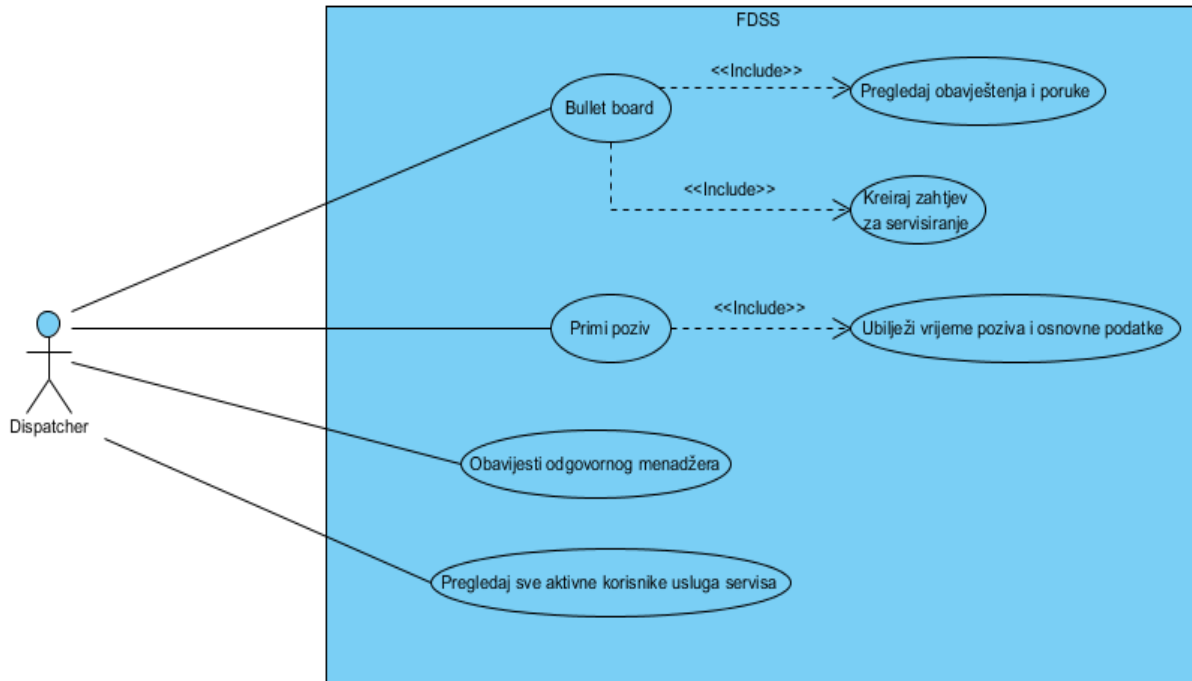 FDSS
<<Include>>
Bullet board
Pregledaj obavještenja i poruke
<<Include>>
Kreiraj zahtjev
za servisiranje
<<Include>>
Primi poziv
Ubilježi vrijeme poziva i osnovne podatke
Dispatcher
Obavijesti odgovornog menadžera
Pregledaj sve aktivne korisnike usluga servisa